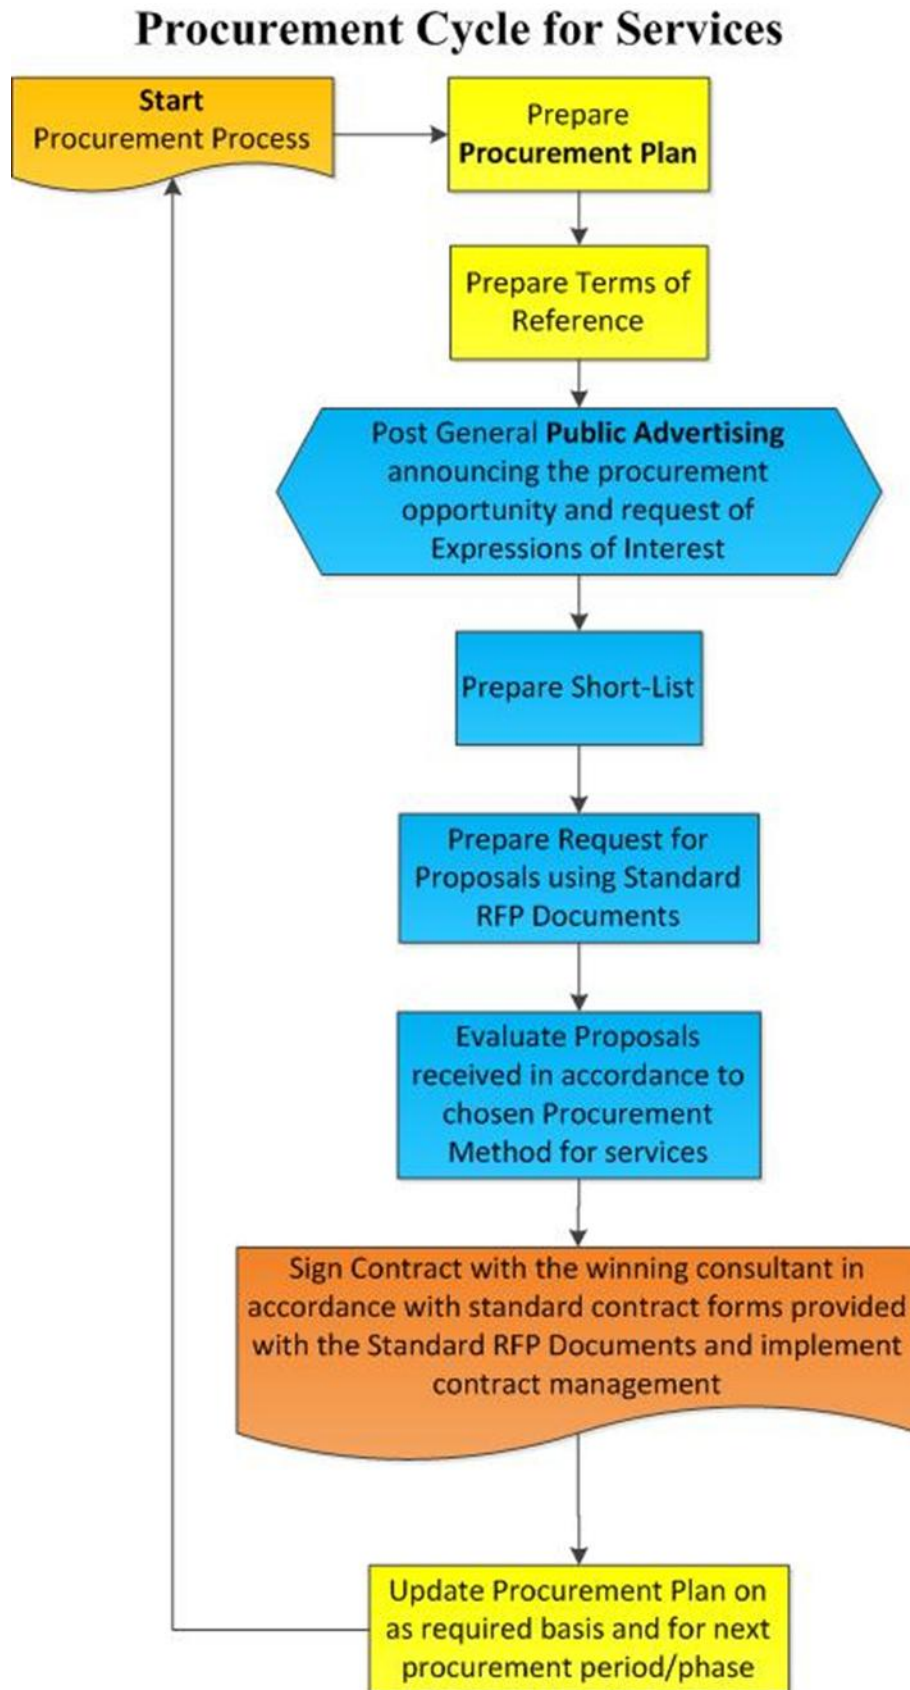 Procurement Cycle for Services
Start
Procurement Process
Prepare
Procurement Plan
Prepare Terms of
Reference
Post General Public Advertising
announcing the procurement
opportunity and request of
Expressions of Interest
Prepare Short-List
Prepare Request for
Proposals using Standard
RFP Documents
Evaluate Proposals
received in accordance to
chosen Procurement
Method for services
Sign Contract with the winning consultant in
accordance with standard contract forms provided
with the Standard RFP Documents and implement
contract management
Update Procurement Plan on
as required basis and for next
procurement period/phase